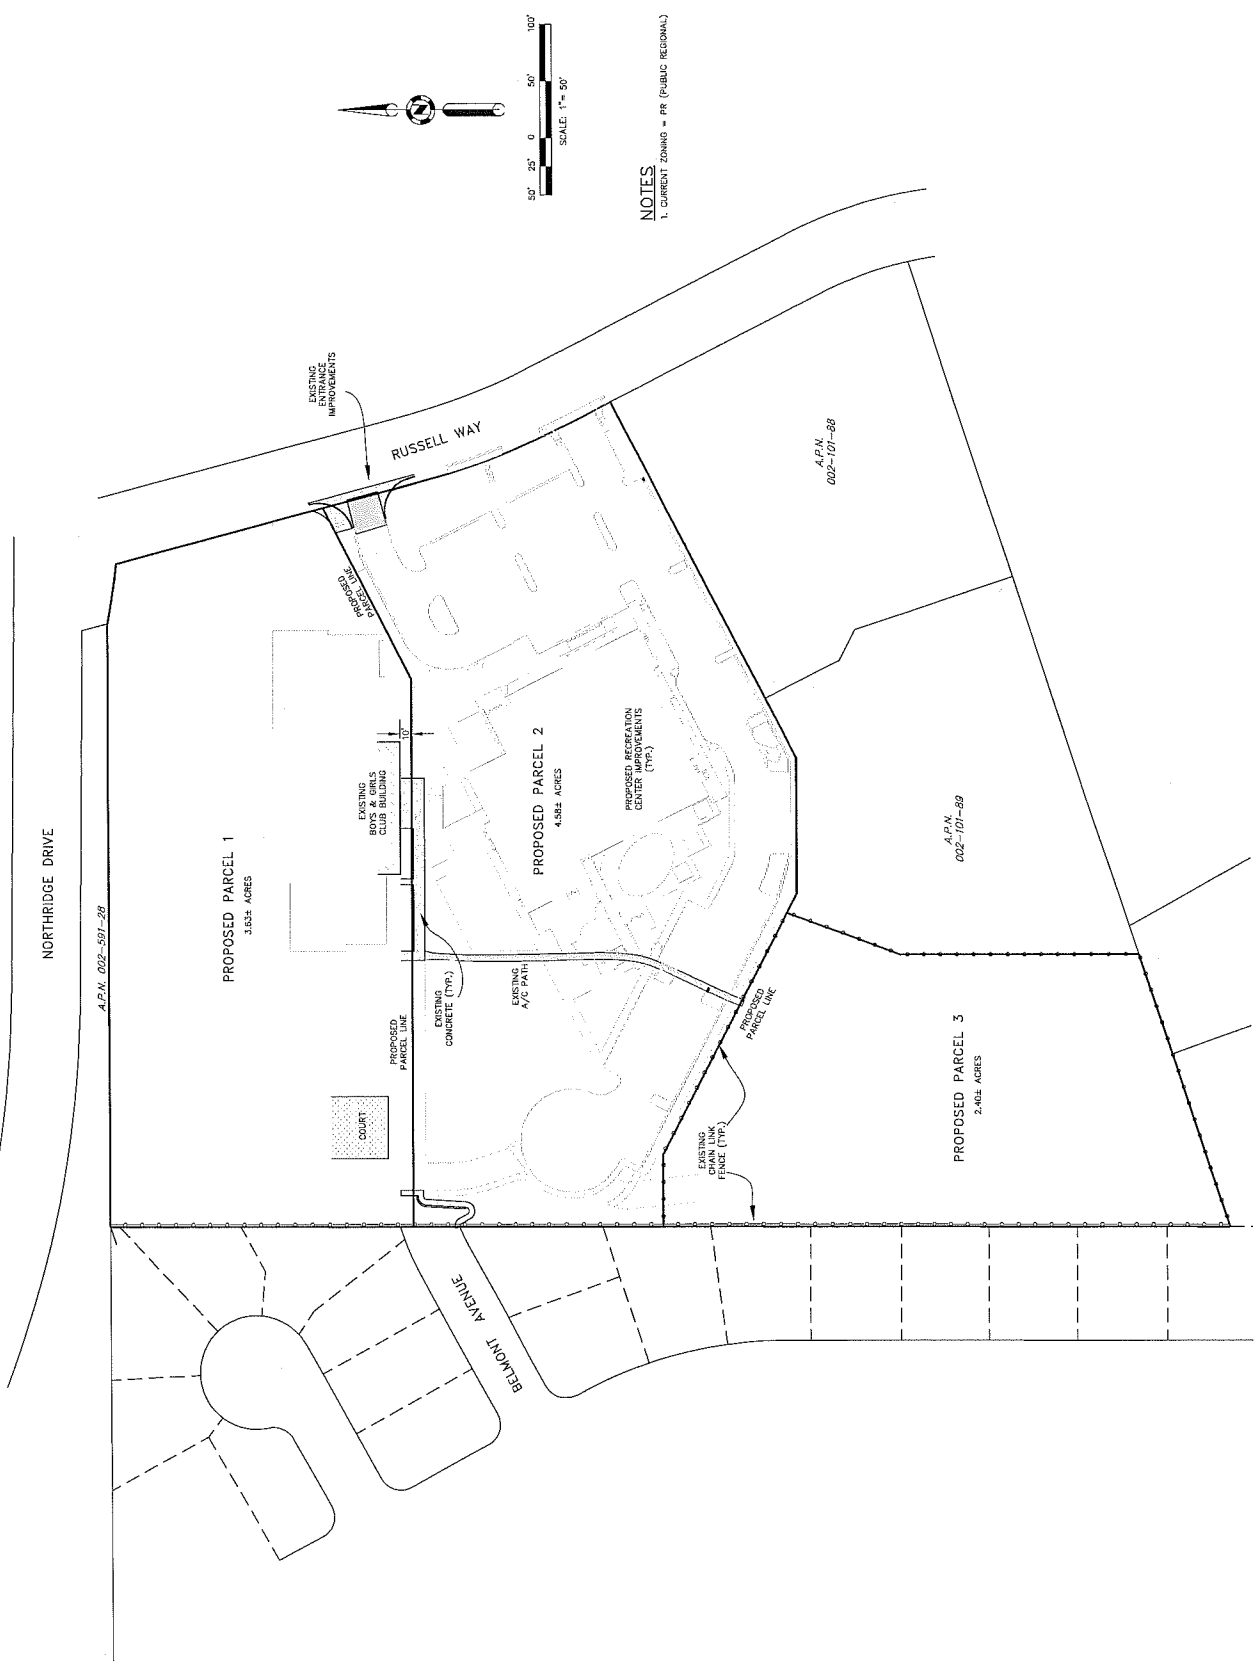 NORTHRIDGE DRIVE
A.P.N. 002-591-28
PROPOSED PARCEL 1
3.63± ACRES
EXISTING
ENTRANCE
IMPROVEMENTS
RUSSELL WAY
PROPOSED
PARCEL LINE
EXISTING
BOYS & GIRLS
CLUB BUILDING
10'
COURT
PROPOSED
PARCEL LINE
EXISTING
CONCRETE (TYP.)
EXISTING
A/C PATH
PROPOSED PARCEL 2
4.58± ACRES
PROPOSED RECREATION
CENTER IMPROVEMENTS
(TYP.)
BELMONT AVENUE
EXISTING
CHAIN LINK
FENCE (TYP.)
PROPOSED
PARCEL LINE
PROPOSED PARCEL 3
2.40± ACRES
A.P.N.
002-101-88
A.P.N.
002-101-89
N
50' 25' 0 50' 100'
SCALE: 1"= 50'
NOTES
1. CURRENT ZONING = PR (PUBLIC REGIONAL)